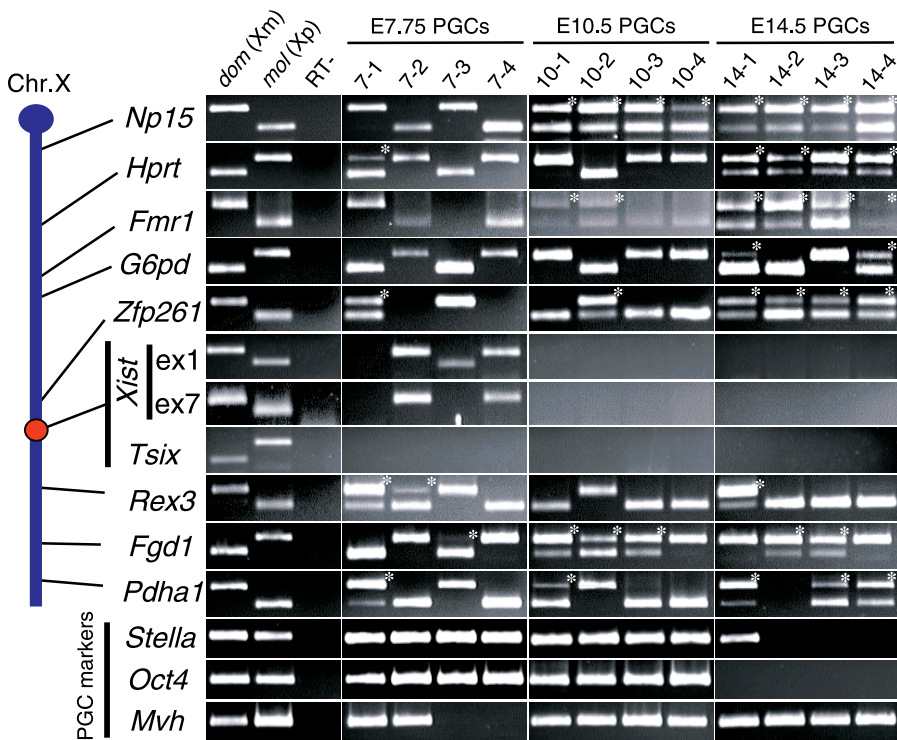 E7.75 PGCs
E10.5 PGCs
E14.5 PGCs
dom (Xm)
mol (Xp)
RT-
7-1
7-2
7-3
7-4
10-1
10-2
10-3
10-4
14-1
14-2
14-3
14-4
Chr.X
Np15
* * * * * * * *
Hprt
* * * * *
Fmr1
* * * * * *
G6pd
* *
Zfp261
* * * * * *
Xist
ex1
ex7
Tsix
Rex3
* * *
Fgd1
* * * * * *
Pdha1
* * * * *
PGC markers
Stella
Oct4
Mvh